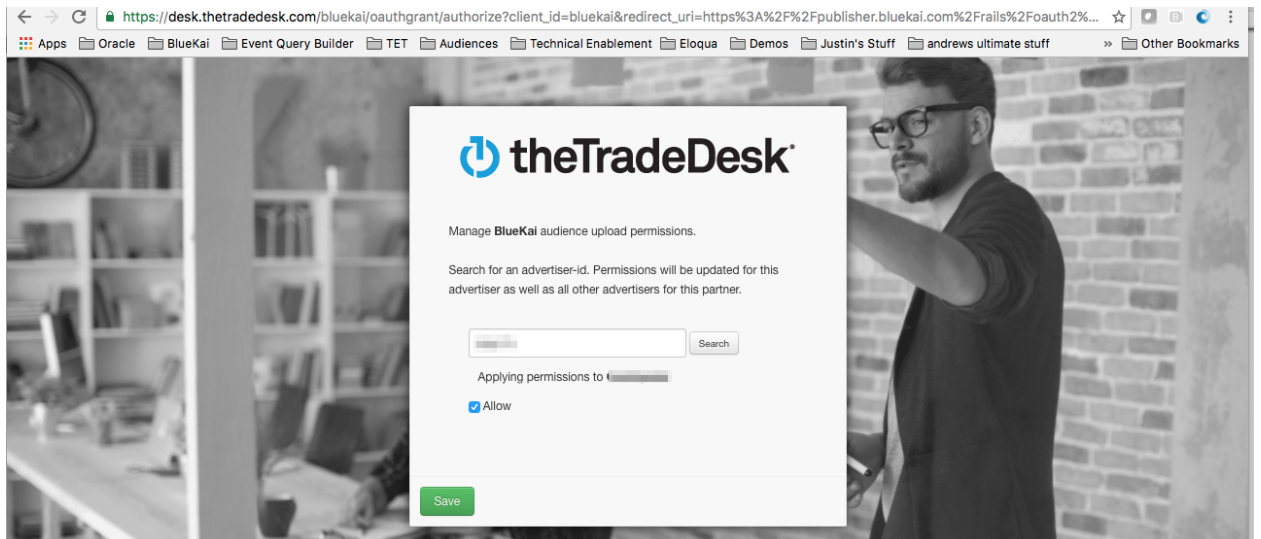 https://desk.thetradedesk.com/bluekai/oauthgrant/authorize?client_id=bluekai&redirect_uri=https%3A%2F%2Fpublisher.bluekai.com%2Frails%2Foauth2%...
Apps Oracle BlueKai Event Query Builder TET Audiences Technical Enablement Eloqua Demos Justin's Stuff andrews ultimate stuff » Other Bookmarks
theTradeDesk
Manage BlueKai audience upload permissions.
Search for an advertiser-id. Permissions will be updated for this
advertiser as well as all other advertisers for this partner.
Search
Applying permissions to
Allow
Save